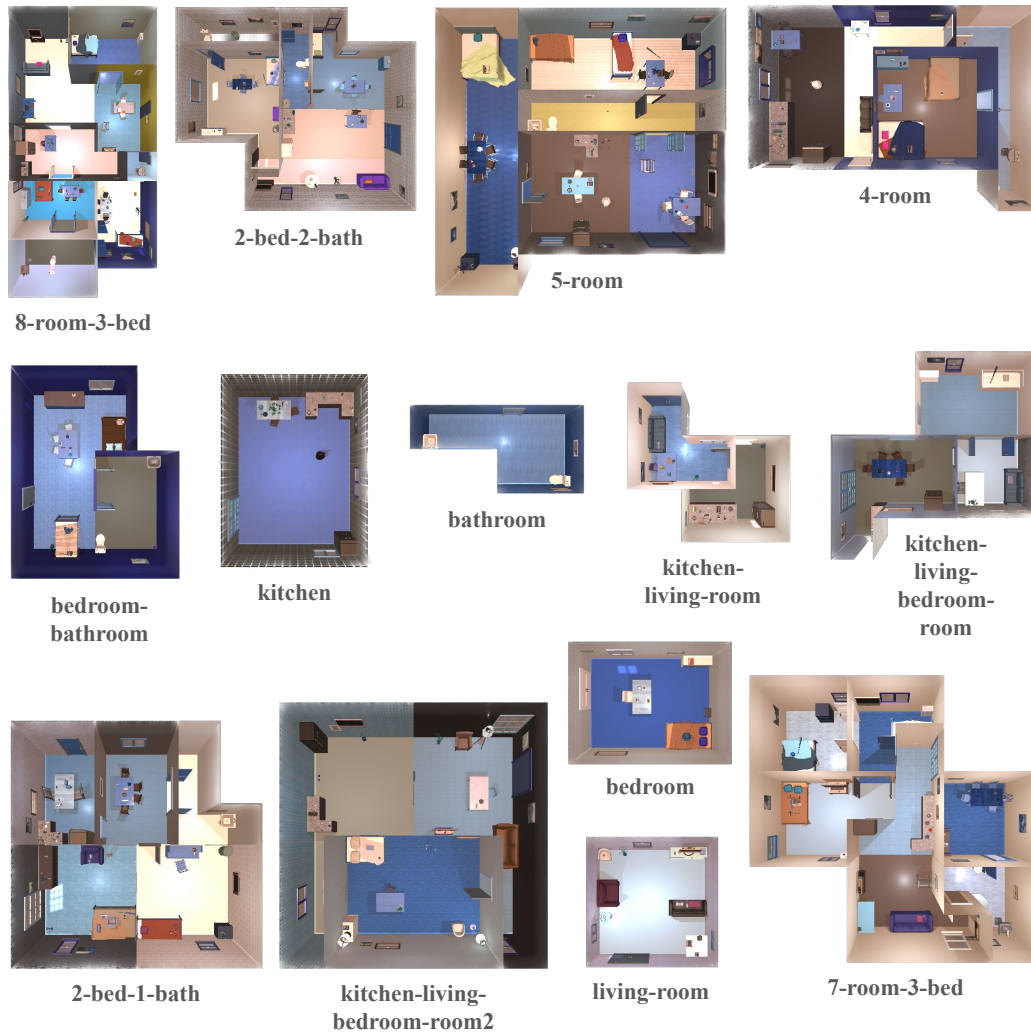 8-room-3-bed
2-bed-2-bath
5-room
4-room
bedroom-
bathroom
kitchen
bathroom
kitchen-
living-room
kitchen-
living-
bedroom-
room
2-bed-1-bath
kitchen-living-
bedroom-room2
bedroom
living-room
7-room-3-bed